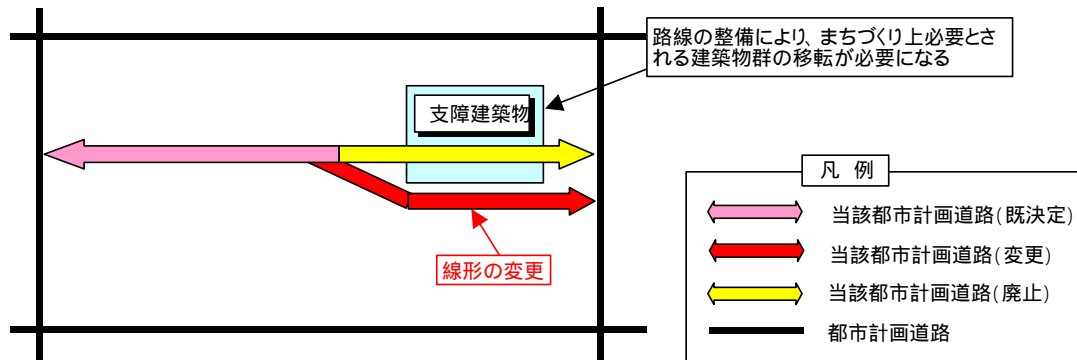 路線の整備により、まちづくり上必要とさ
れる建築物群の移転が必要になる
支障建築物
線形の変更
凡 例
当該都市計画道路(既決定)
当該都市計画道路(変更)
当該都市計画道路(廃止)
都市計画道路